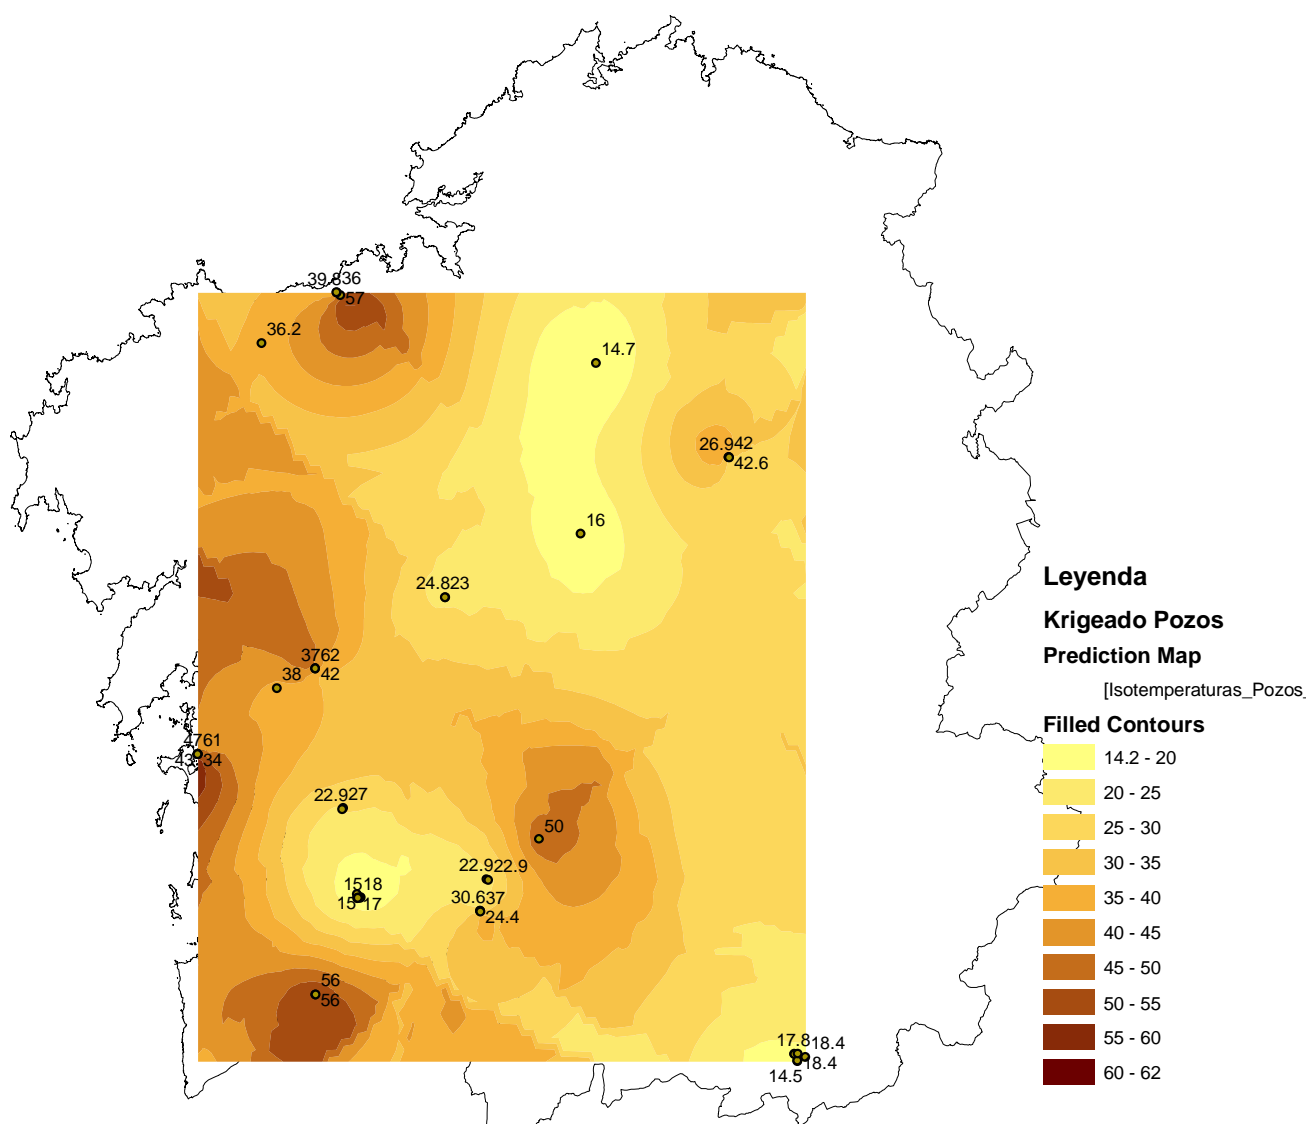 39.836
57
36.2
14.7
26.942
42.6
16
24.823
3762
42
38
4761
43 34
22.927
50
22.922.9
1518
15 17
30.637
24.4
56
56
17.8 18.4
18.4
14.5
Leyenda
Krigeado Pozos
Prediction Map
[Isotemperaturas_Pozos_
Filled Contours
14.2 - 20
20 - 25
25 - 30
30 - 35
35 - 40
40 - 45
45 - 50
50 - 55
55 - 60
60 - 62